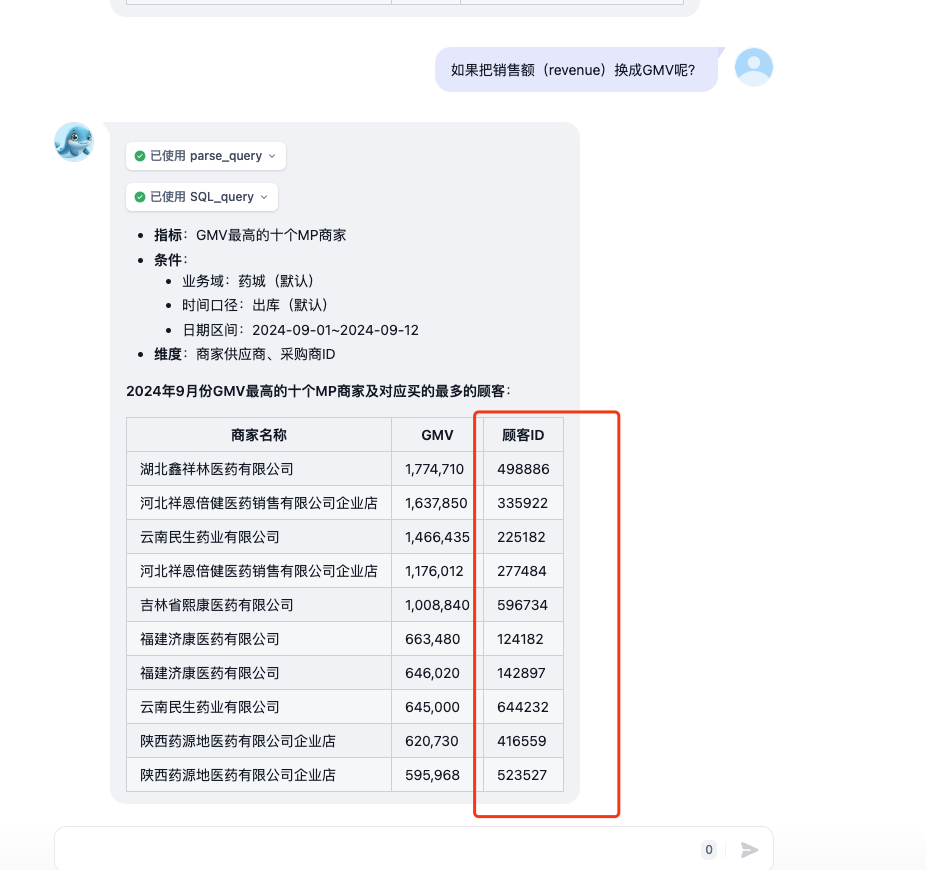 如果把销售额（revenue）换成GMV呢？
已使用 parse_query
已使用 SQL_query
指标：GMV最高的十个MP商家
条件：
业务域：药城（默认）
时间口径：出库（默认）
日期区间：2024-09-01~2024-09-12
维度：商家供应商、采购商ID
2024年9月份GMV最高的十个MP商家及对应买的最多的顾客：
商家名称 GMV 顾客ID
湖北鑫祥林医药有限公司 1,774,710 498886
河北祥恩倍健医药销售有限公司企业店 1,637,850 335922
云南民生药业有限公司 1,466,435 225182
河北祥恩倍健医药销售有限公司企业店 1,176,012 277484
吉林省熙康医药有限公司 1,008,840 596734
福建济康医药有限公司 663,480 124182
福建济康医药有限公司 646,020 142897
云南民生药业有限公司 645,000 644232
陕西药源地医药有限公司企业店 620,730 416559
陕西药源地医药有限公司企业店 595,968 523527
0